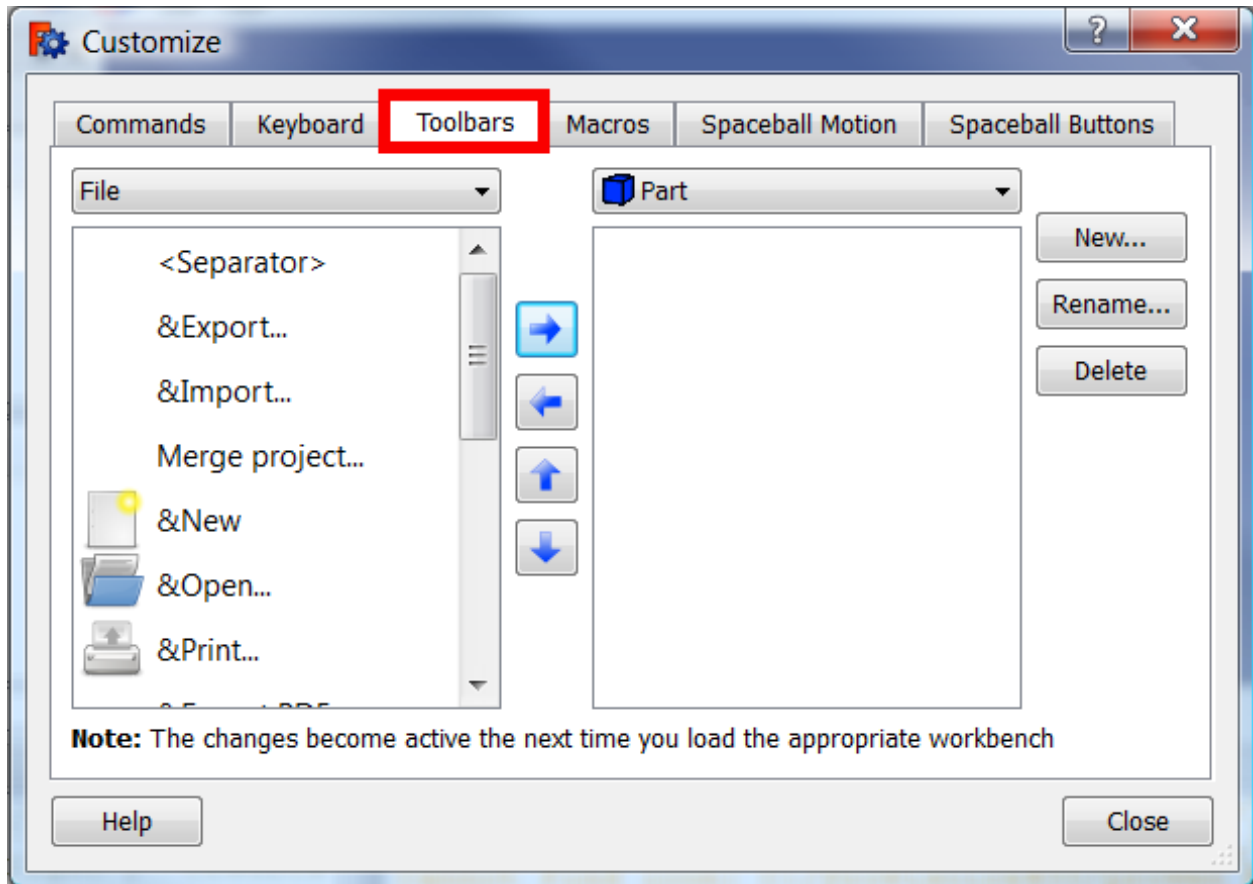 Customize
?
Commands Keyboard Toolbars Macros Spaceball Motion Spaceball Buttons
File
Part
<Separator>
&Export...
&Import...
Merge project...
&New
&Open...
&Print...
New...
Rename...
Delete
Note: The changes become active the next time you load the appropriate workbench
Help
Close